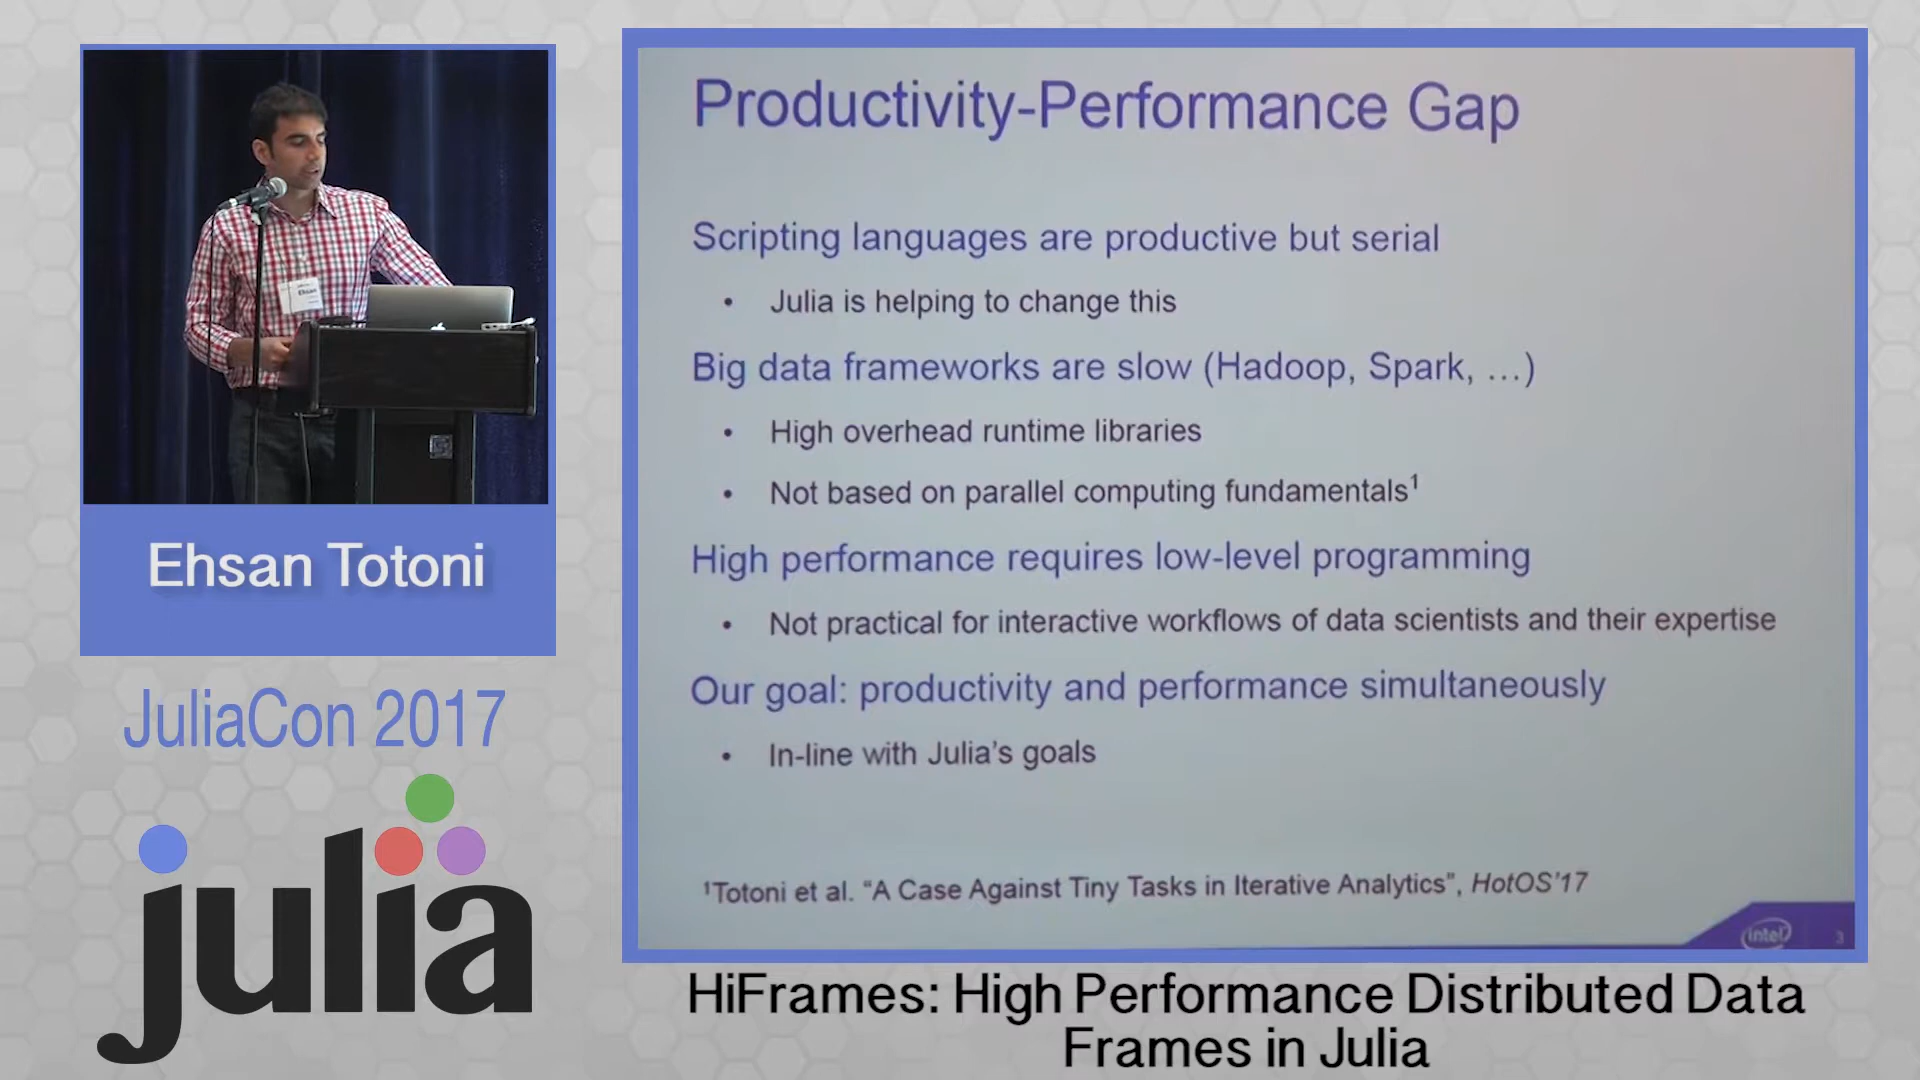 Ehsan
Ehsan Totoni
JuliaCon 2017
julia
Productivity-Performance Gap
Scripting languages are productive but serial
• Julia is helping to change this
Big data frameworks are slow (Hadoop, Spark, …)
• High overhead runtime libraries
• Not based on parallel computing fundamentals¹
High performance requires low-level programming
• Not practical for interactive workflows of data scientists and their expertise
Our goal: productivity and performance simultaneously
• In-line with Julia’s goals
¹Totoni et al. “A Case Against Tiny Tasks in Iterative Analytics”, HotOS’17
intel
3
HiFrames: High Performance Distributed Data
Frames in Julia